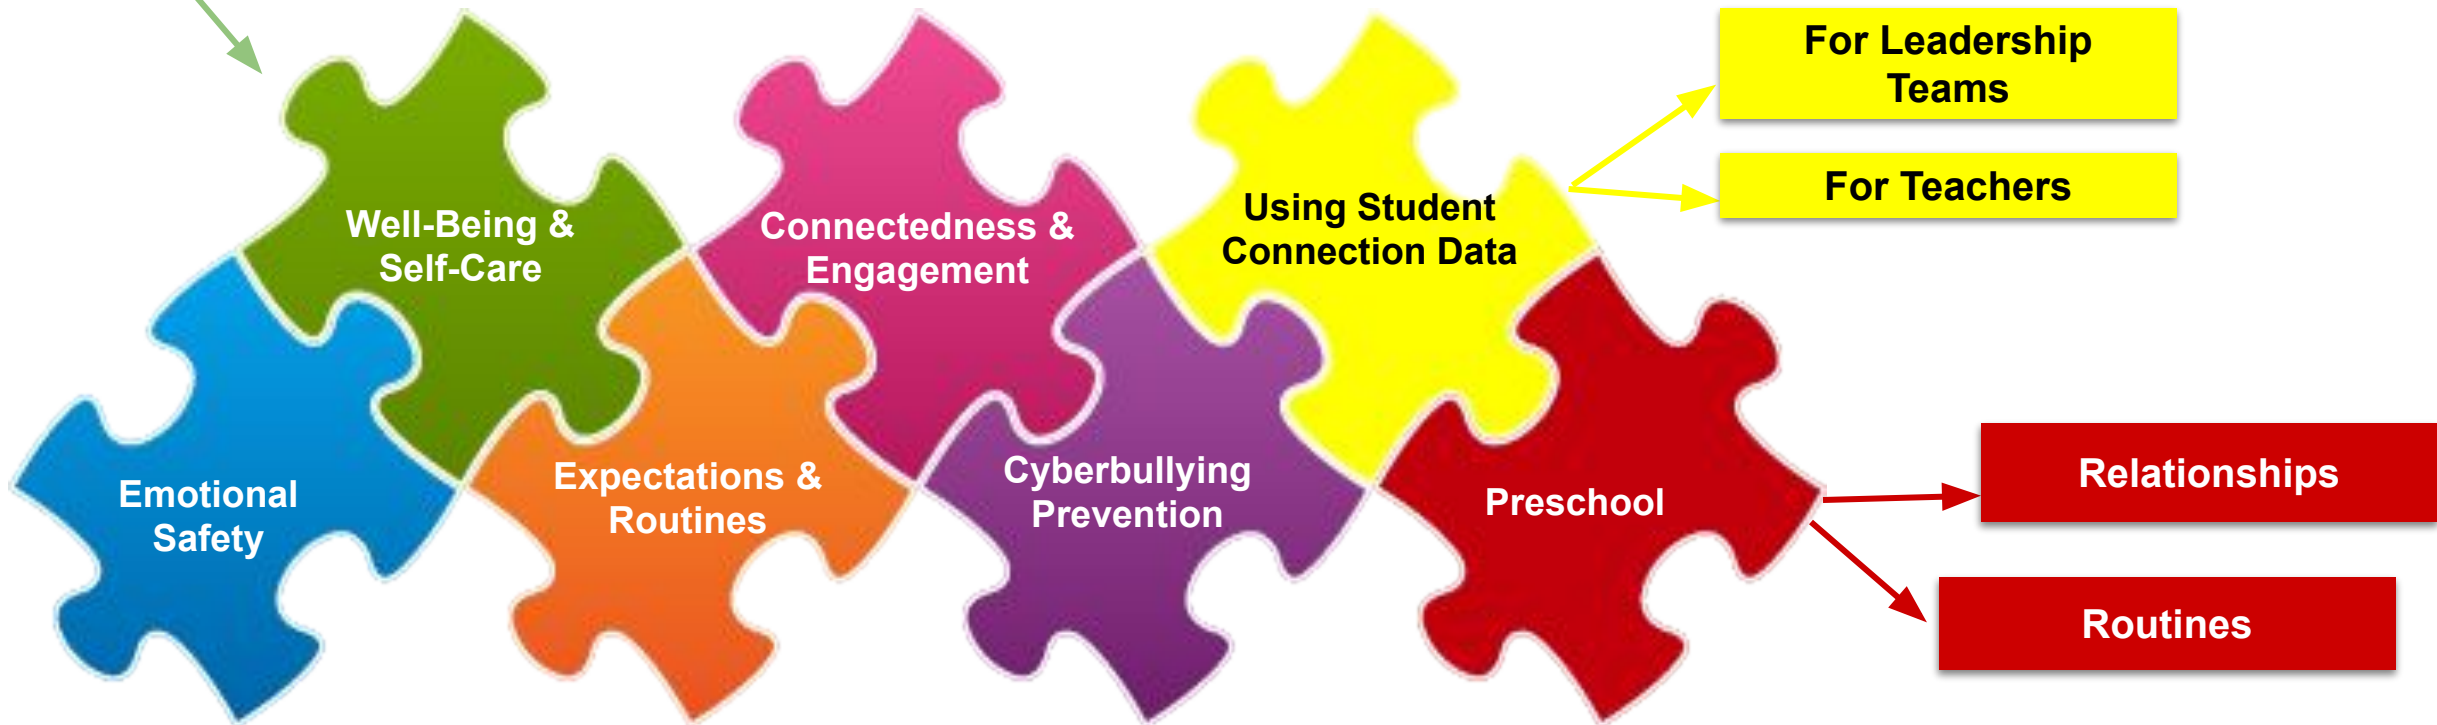 For Leadership
Teams
For Teachers
Well-Being &
Self-Care
Connectedness &
Engagement
Using Student
Connection Data
Emotional
Safety
Expectations &
Routines
Cyberbullying
Prevention
Preschool
Relationships
Routines